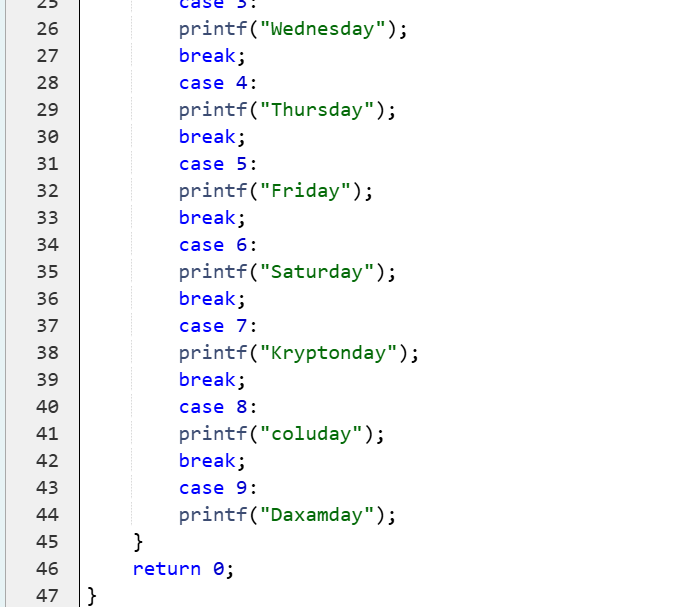 25 case 3:
26 printf("Wednesday");
27 break;
28 case 4:
29 printf("Thursday");
30 break;
31 case 5:
32 printf("Friday");
33 break;
34 case 6:
35 printf("Saturday");
36 break;
37 case 7:
38 printf("Kryptonday");
39 break;
40 case 8:
41 printf("coluday");
42 break;
43 case 9:
44 printf("Daxamday");
45 }
46 return 0;
47 }